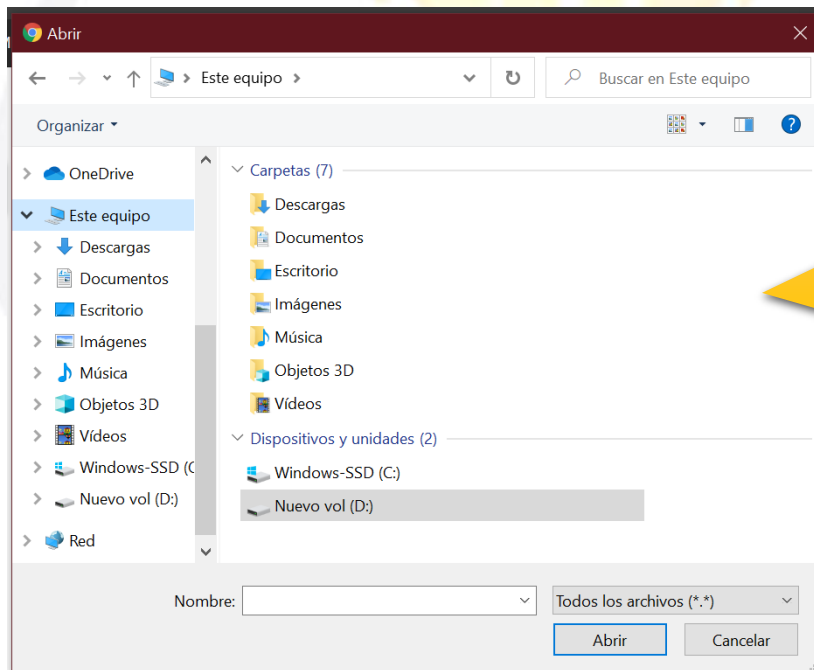 Abrir
Este equipo
Buscar en Este equipo
Organizar
OneDrive
Este equipo
Descargas
Documentos
Escritorio
Imágenes
Música
Objetos 3D
Vídeos
Windows-SSD (C
Nuevo vol (D:)
Red
Carpetas (7)
Descargas
Documentos
Escritorio
Imágenes
Música
Objetos 3D
Vídeos
Dispositivos y unidades (2)
Windows-SSD (C:)
Nuevo vol (D:)
Nombre:
Todos los archivos (*.*)
Abrir
Cancelar